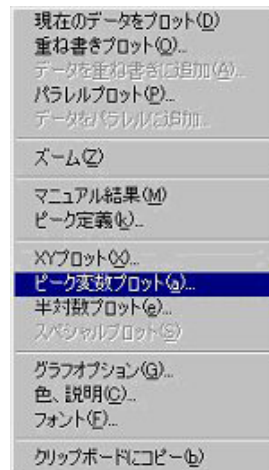 現在のデータをプロット(D)
重ね書きプロット(O)...
データを重ね書きに追加(A)...
パラレルプロット(P)...
データをパラレルに追加...
ズーム(Z)
マニュアル結果(M)
ピーク定義(k)...
XYプロット(X)...
ピーク変数プロット(a)...
半対数プロット(e)...
スペシャルプロット(S)
グラフオプション(G)...
色、説明(C)...
フォント(F)...
クリップボードにコピー(b)